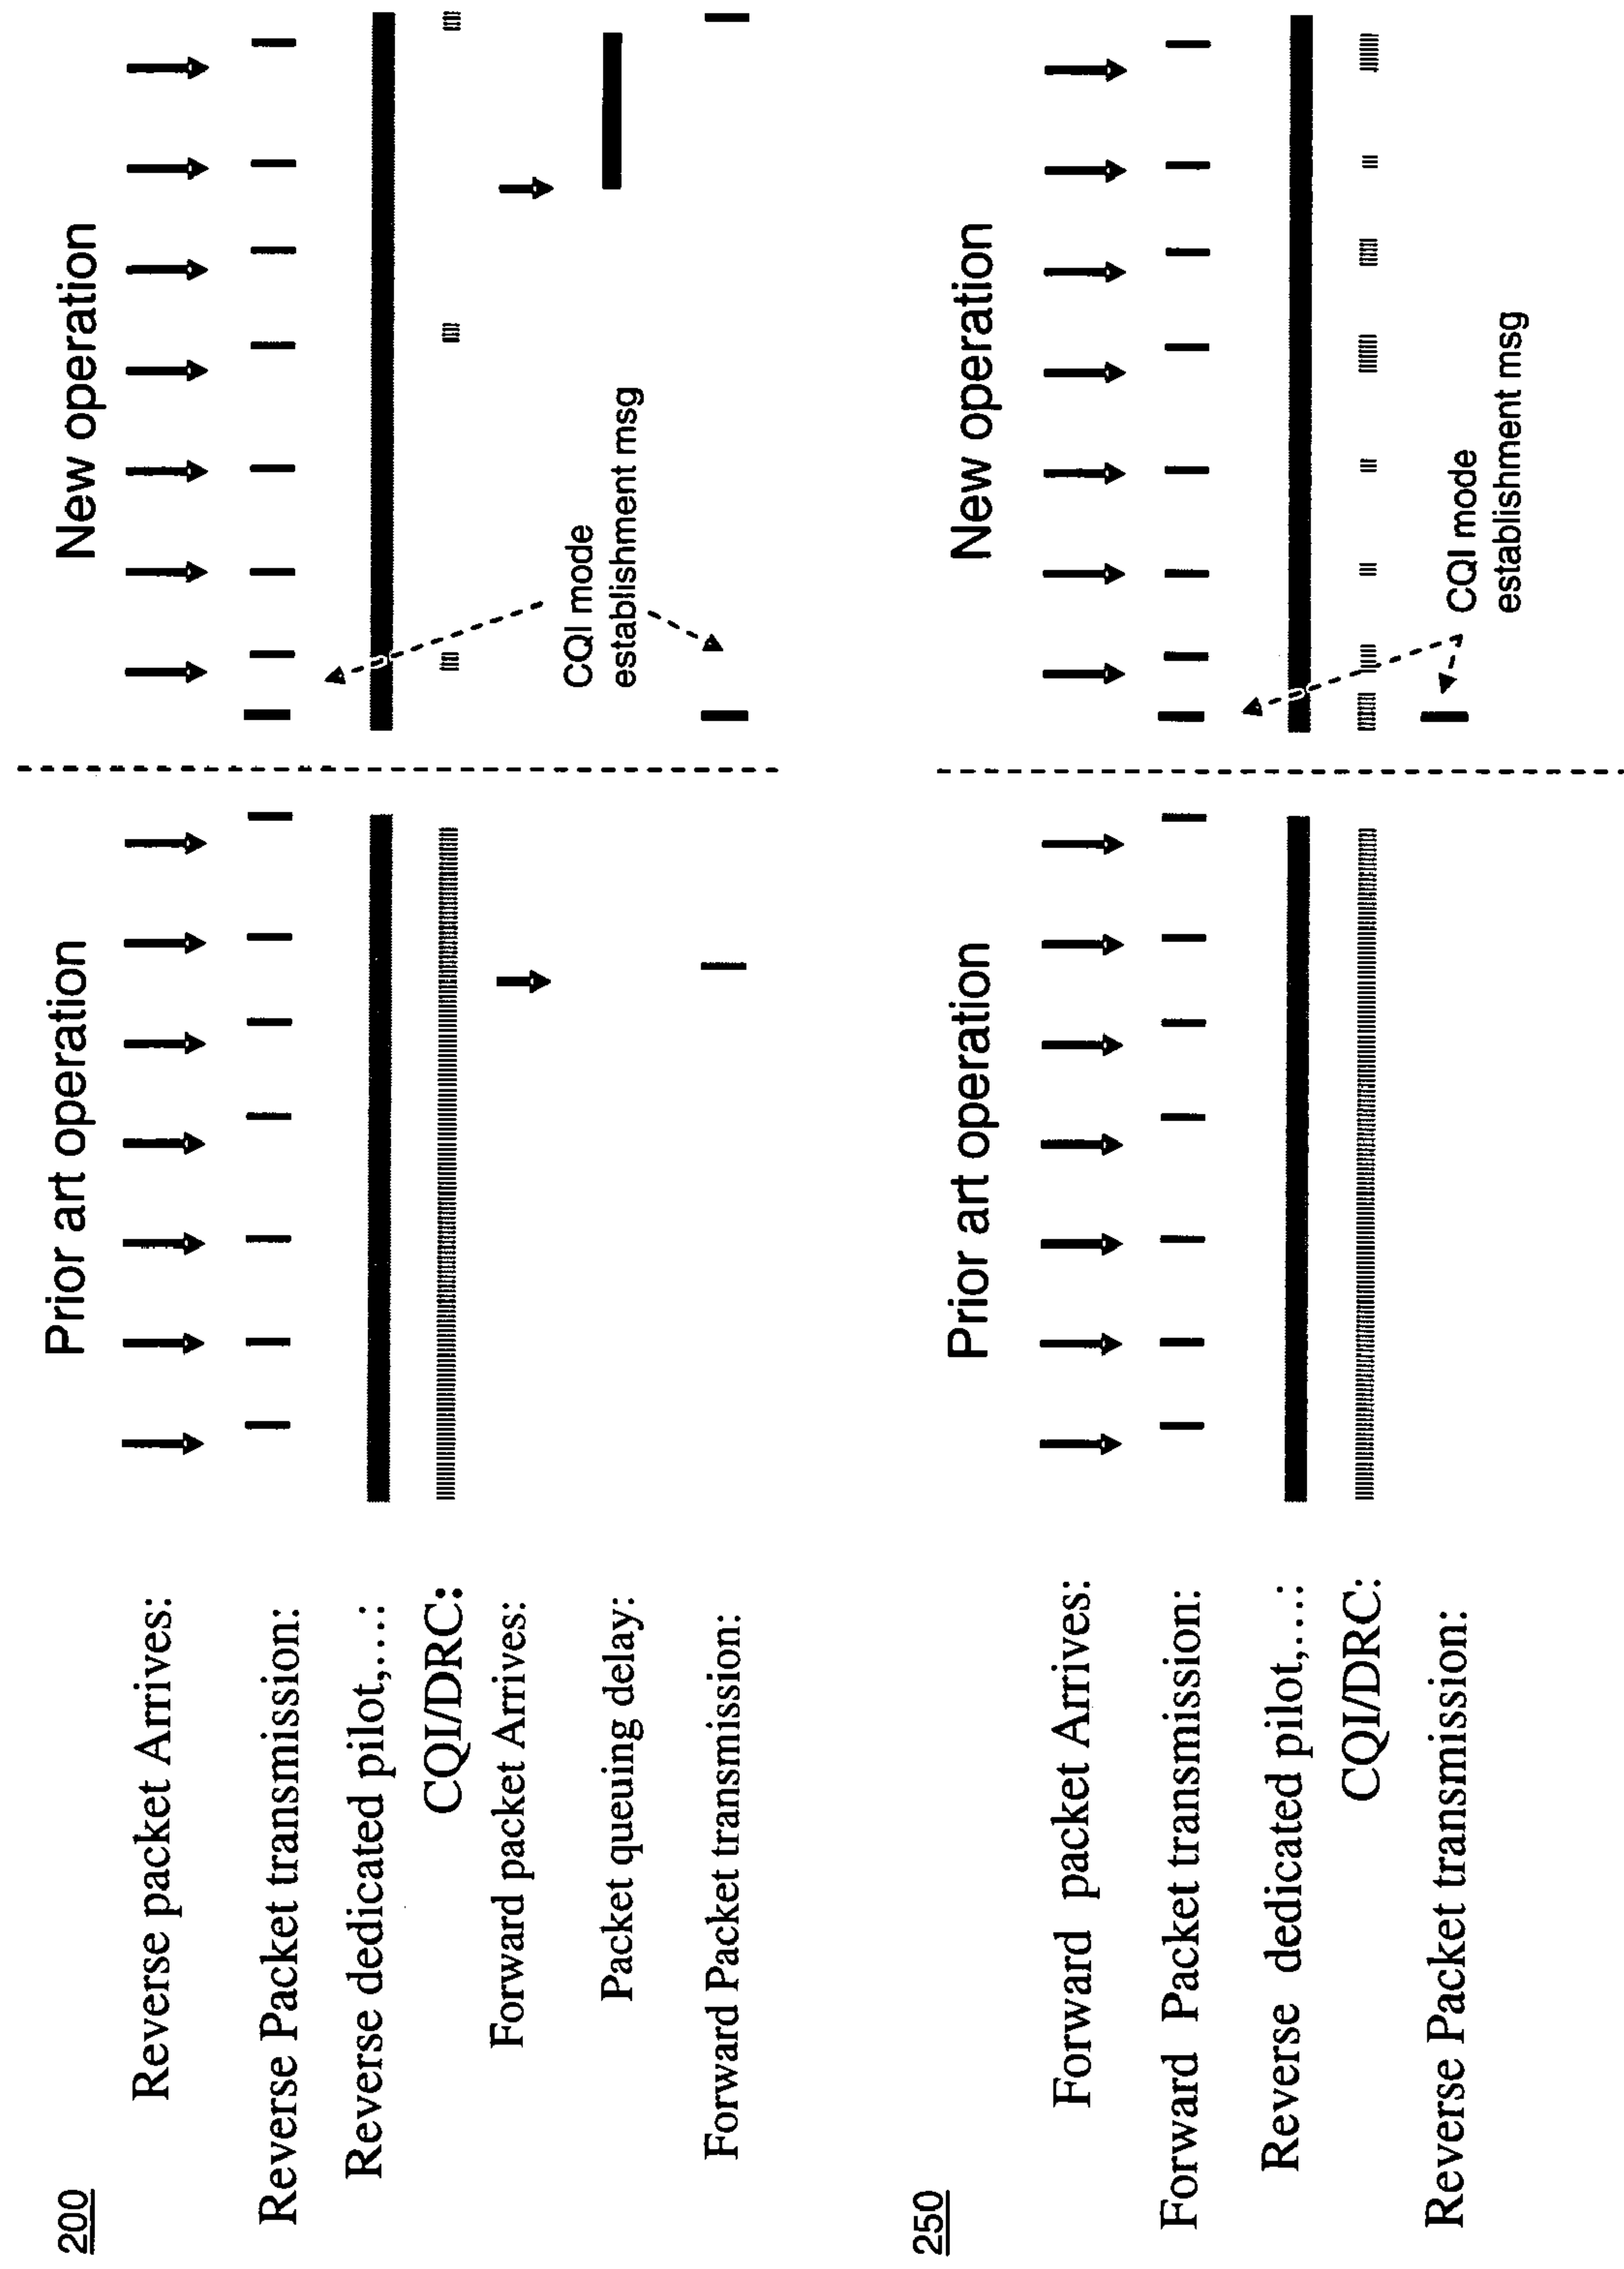 200
Prior art operation
New operation
Reverse packet Arrives:
Reverse Packet transmission:
Reverse dedicated pilot,...:
CQI/DRC:
Forward packet Arrives:
CQI mode
establishment msg
Packet queuing delay:
Forward Packet transmission:
250
Prior art operation
New operation
Forward packet Arrives:
Forward Packet transmission:
Reverse dedicated pilot,...:
CQI/DRC:
Reverse Packet transmission:
CQI mode
establishment msg